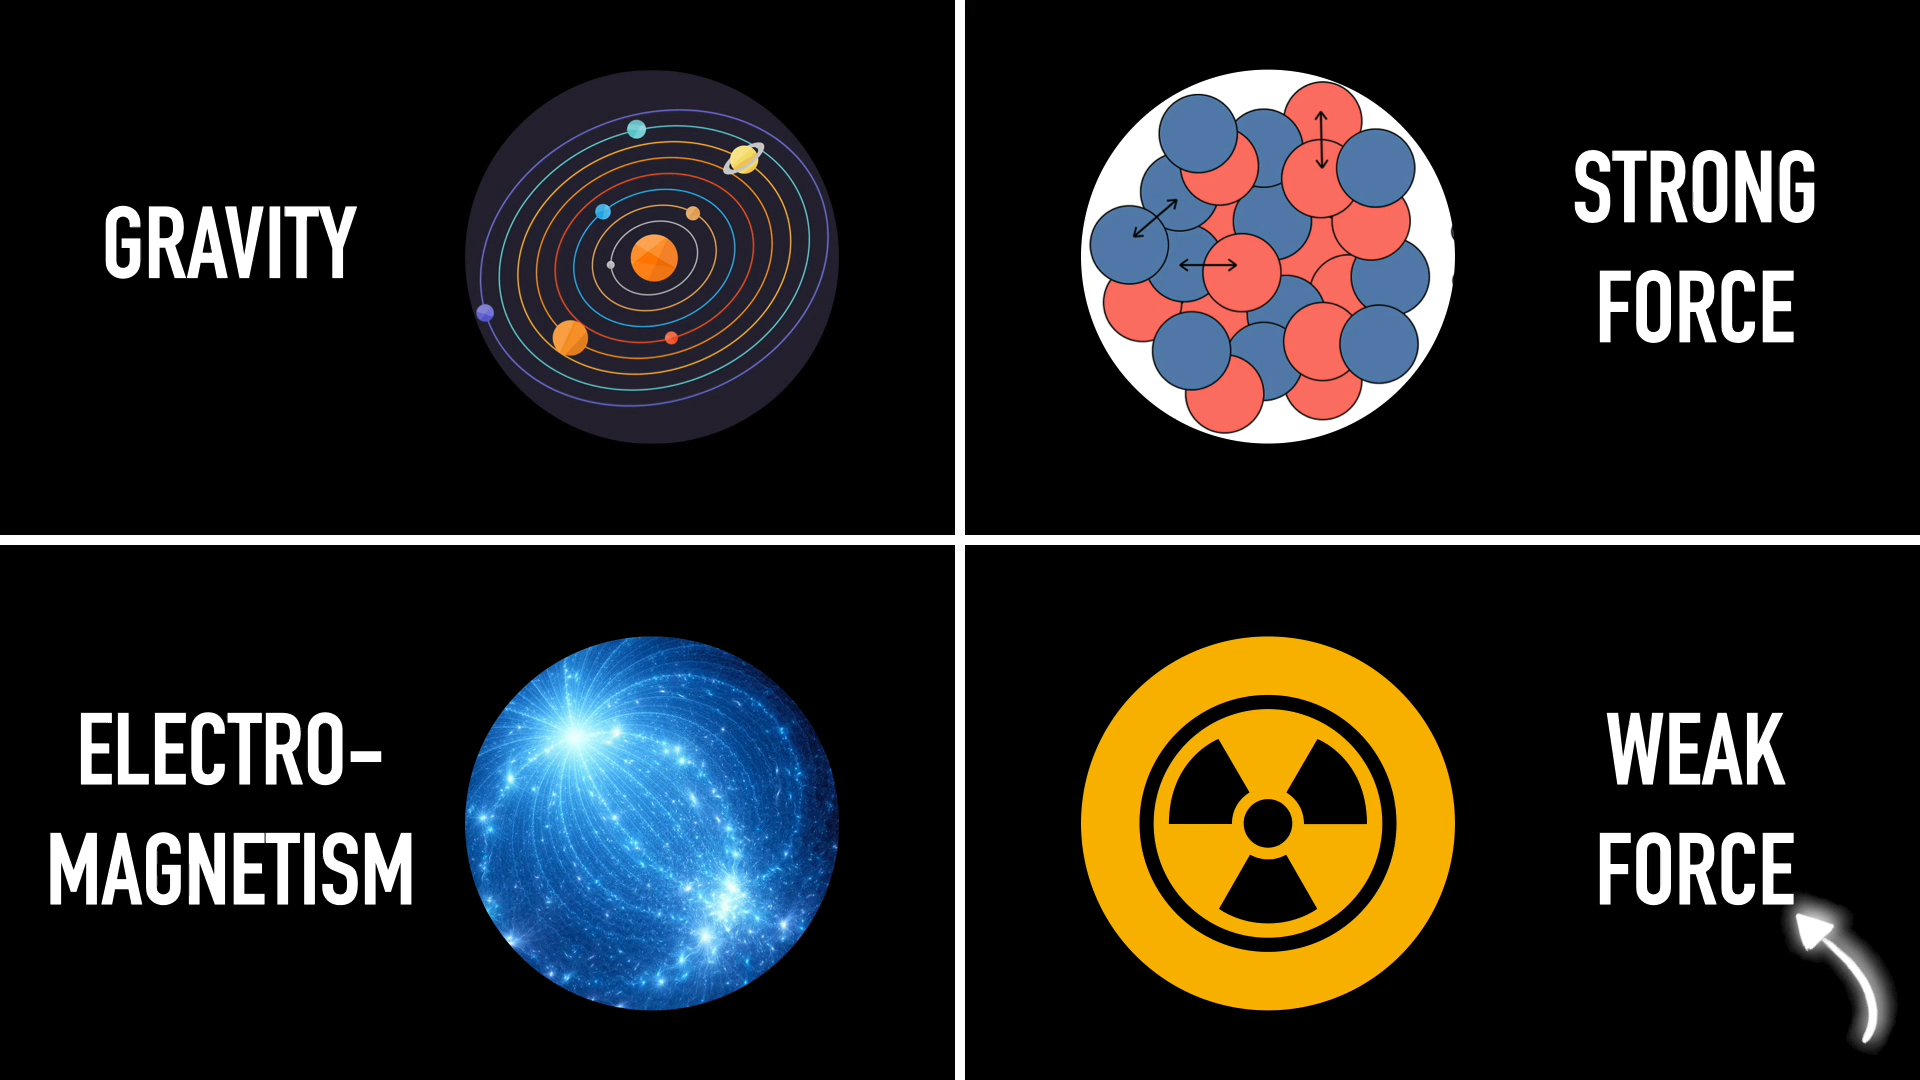 GRAVITY
STRONG
FORCE
ELECTRO-
MAGNETISM
WEAK
FORCE